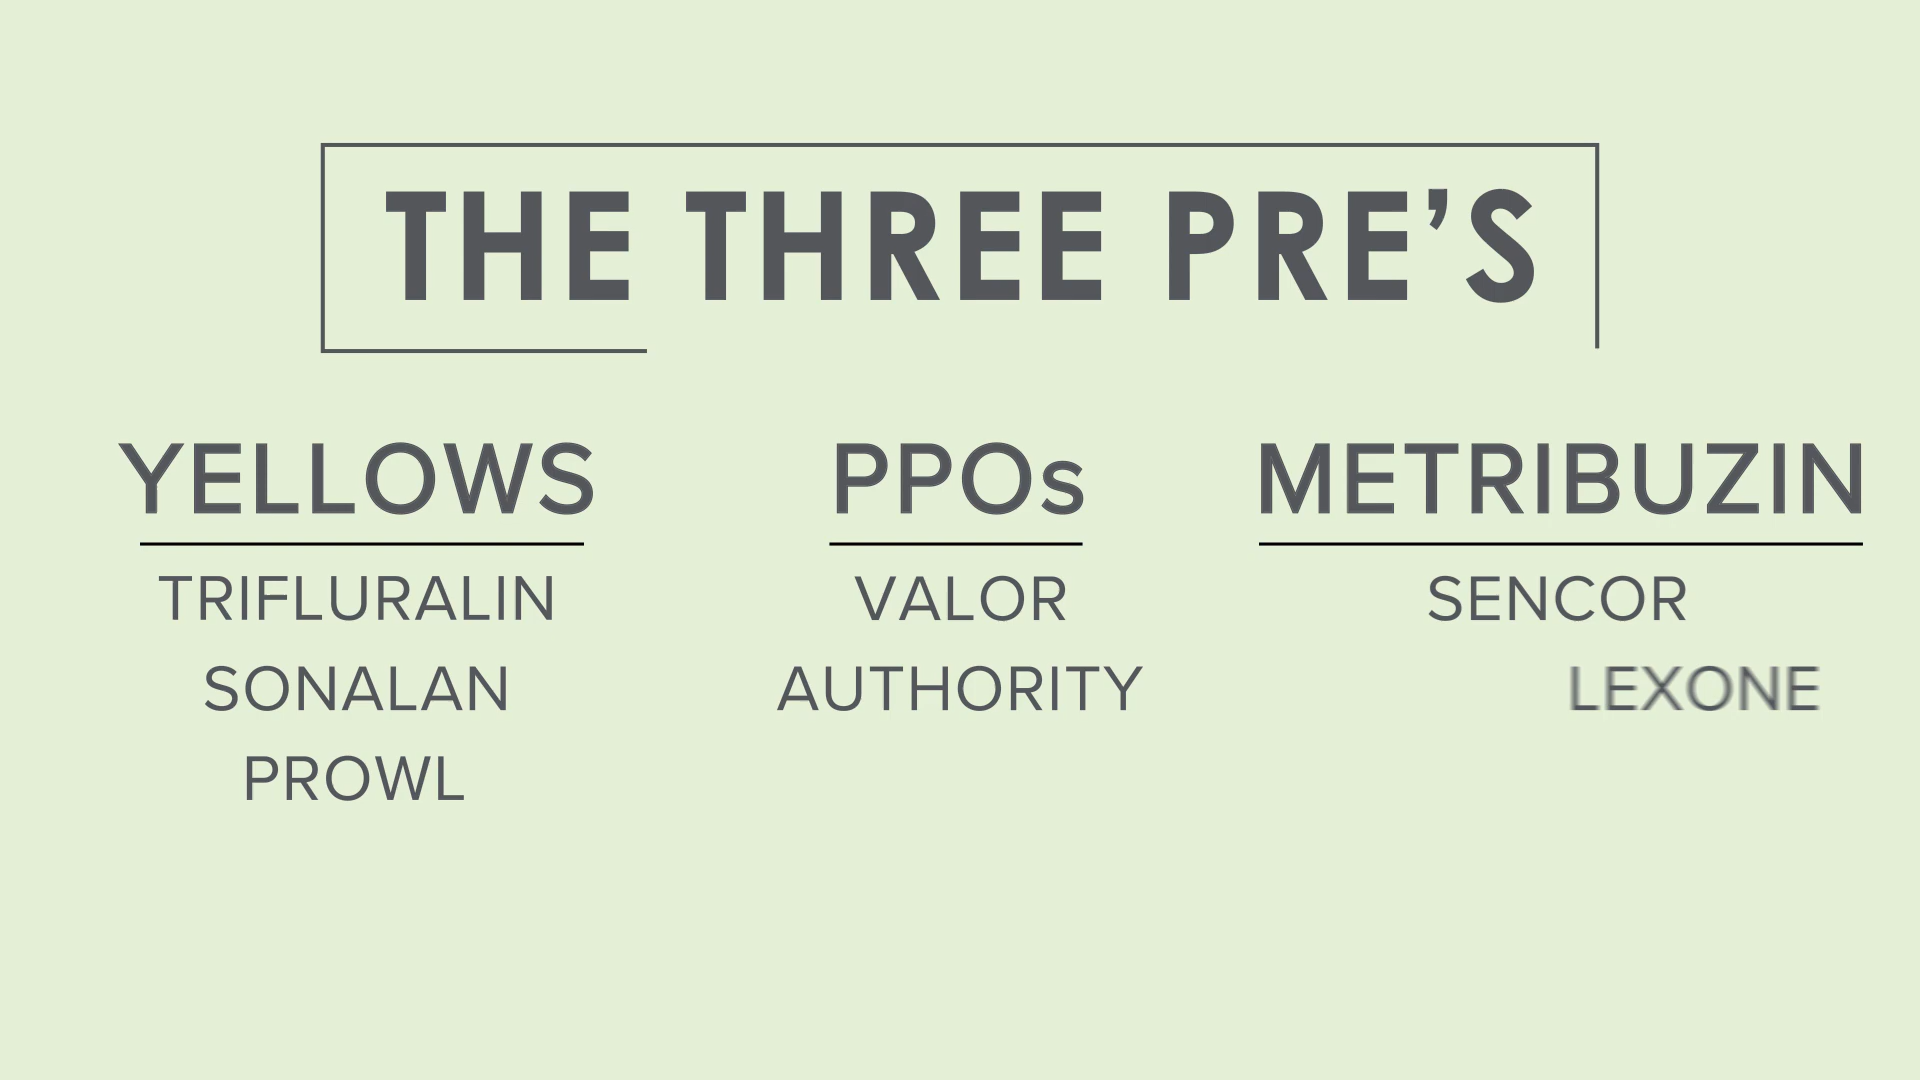 THE THREE PRE’S
YELLOWS
TRIFLURALIN
SONALAN
PROWL
PPOs
VALOR
AUTHORITY
METRIBUZIN
SENCOR
LEXONE